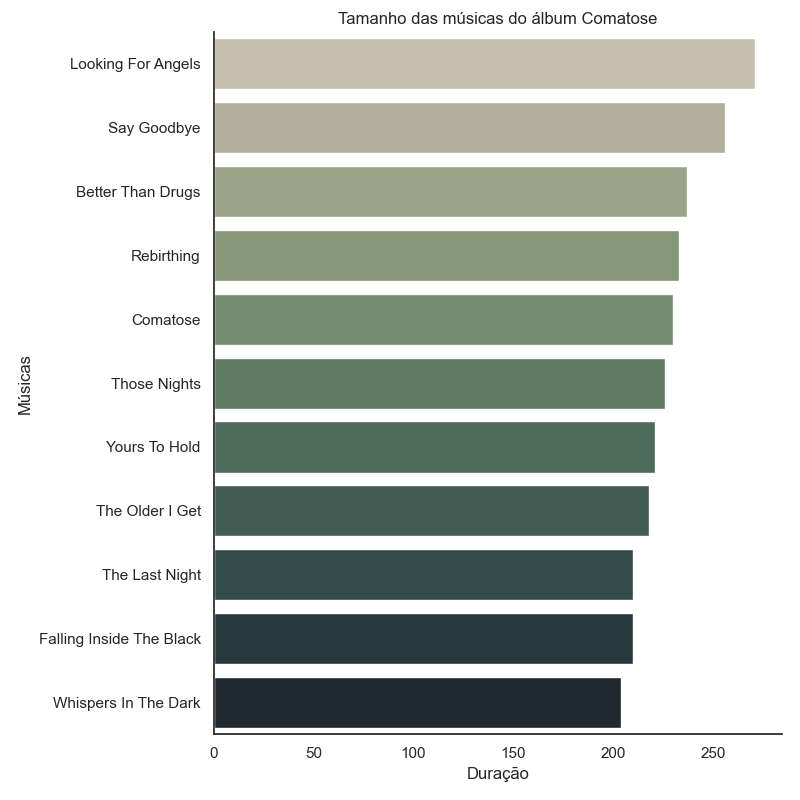 Tamanho das músicas do álbum Comatose
Looking For Angels
Say Goodbye
Better Than Drugs
Rebirthing
Comatose
Those Nights
Yours To Hold
The Older I Get
The Last Night
Falling Inside The Black
Whispers In The Dark
Músicas
0 50 100 150 200 250
Duração